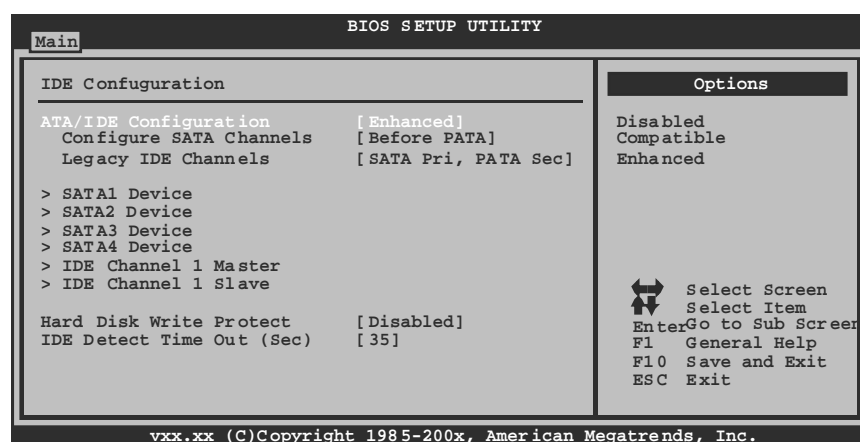 BIOS SETUP UTILITY
Main
IDE Confuguration
ATA/IDE Configuration [Enhanced]
Configure SATA Channels [Before PATA]
Legacy IDE Channels [SATA Pri, PATA Sec]
> SATA1 Device
> SATA2 Device
> SATA3 Device
> SATA4 Device
> IDE Channel 1 Master
> IDE Channel 1 Slave
Hard Disk Write Protect [Disabled]
IDE Detect Time Out (Sec) [35]
Options
Disabled
Compatible
Enhanced
Select Screen
Select Item
Enter Go to Sub Screen
F1 General Help
F10 Save and Exit
ESC Exit
vxx.xx (C)Copyright 1985-200x, American Megatrends, Inc.